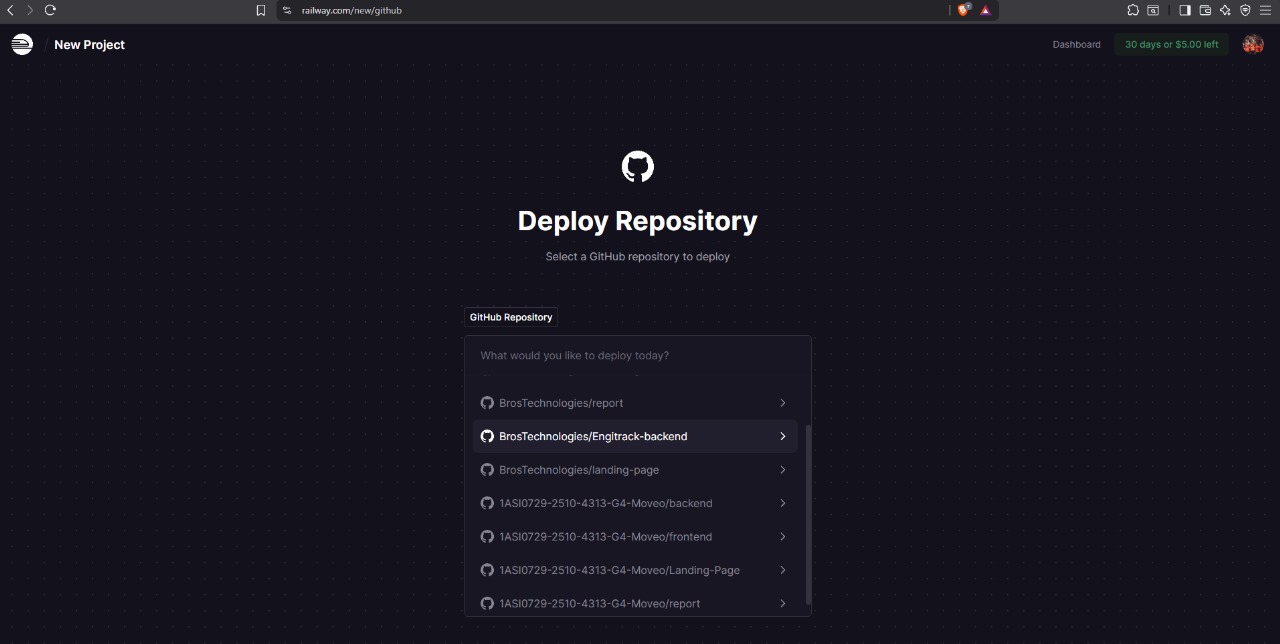 railway.com/new/github
New Project
Dashboard
30 days or $5.00 left
Deploy Repository
Select a GitHub repository to deploy
GitHub Repository
What would you like to deploy today?
BrosTechnologies/report
BrosTechnologies/Engitrack-backend
BrosTechnologies/landing-page
1ASI0729-2510-4313-G4-Moveo/backend
1ASI0729-2510-4313-G4-Moveo/frontend
1ASI0729-2510-4313-G4-Moveo/Landing-Page
1ASI0729-2510-4313-G4-Moveo/report